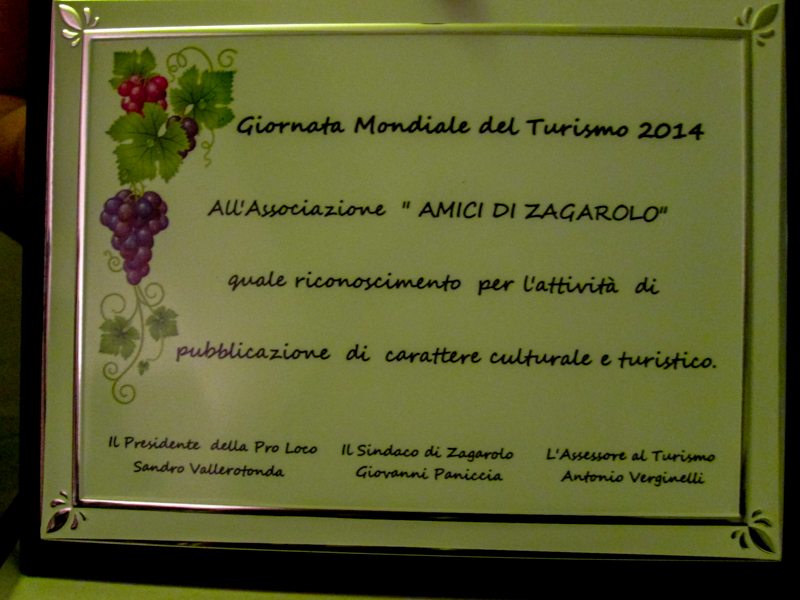 Giornata Mondiale del Turismo 2014
All'Associazione " AMICI DI ZAGAROLO"
quale riconoscimento per l'attività di
pubblicazione di carattere culturale e turistico.
Il Presidente della Pro Loco Il Sindaco di Zagarolo L'Assessore al Turismo
Sandro Vallerotonda Giovanni Paniccia Antonio Verginelli